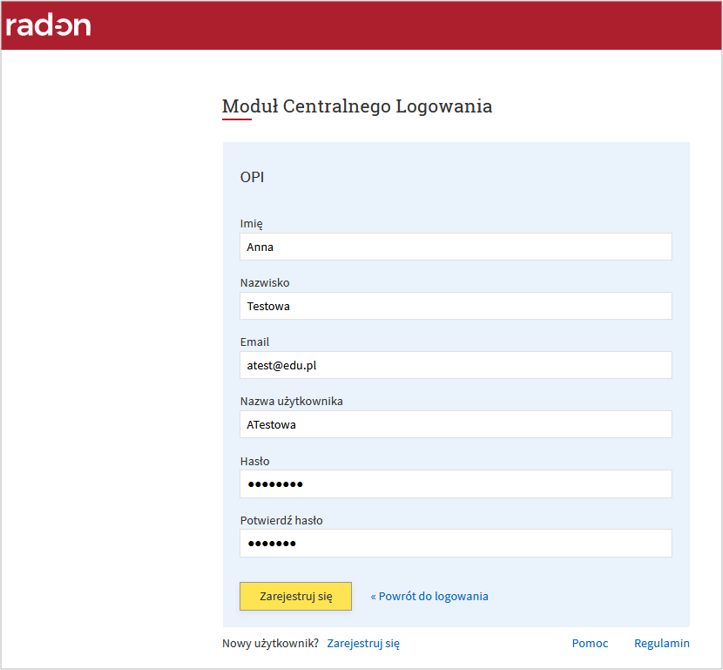 radon
Moduł Centralnego Logowania
OPI
Imię
Anna
Nazwisko
Testowa
Email
atest@edu.pl
Nazwa użytkownika
ATestowa
Hasło
●●●●●●●●
Potwierdź hasło
●●●●●●●
Zarejestruj się « Powrót do logowania
Nowy użytkownik? Zarejestruj się Pomoc Regulamin